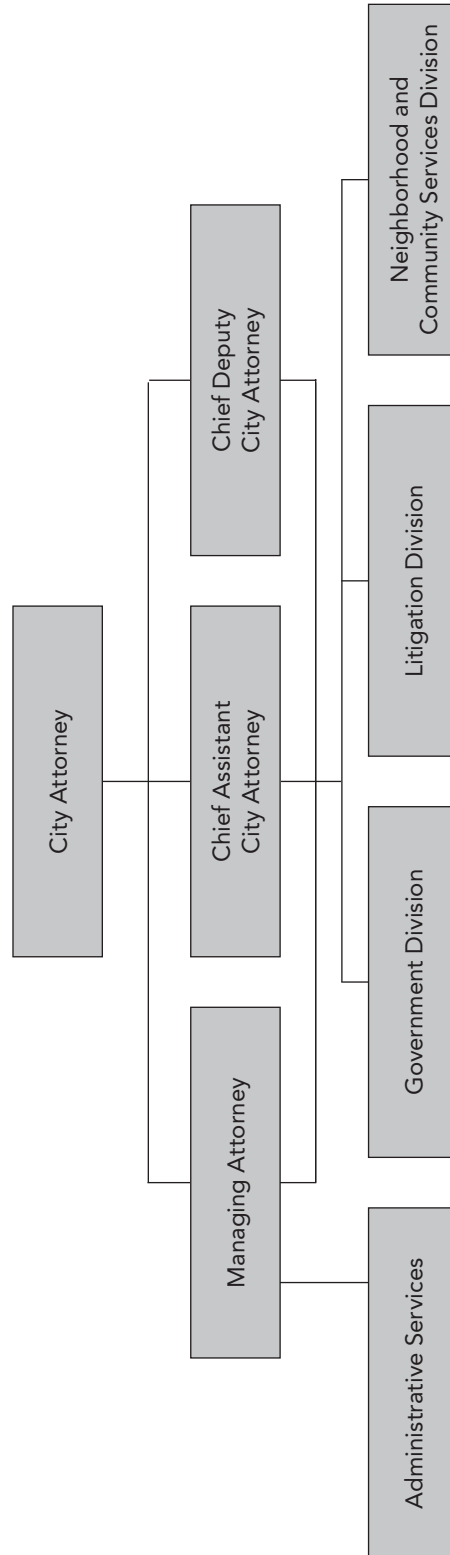 City Attorney
Managing Attorney
Chief Assistant
City Attorney
Chief Deputy
City Attorney
Administrative Services
Government Division
Litigation Division
Neighborhood and
Community Services Division